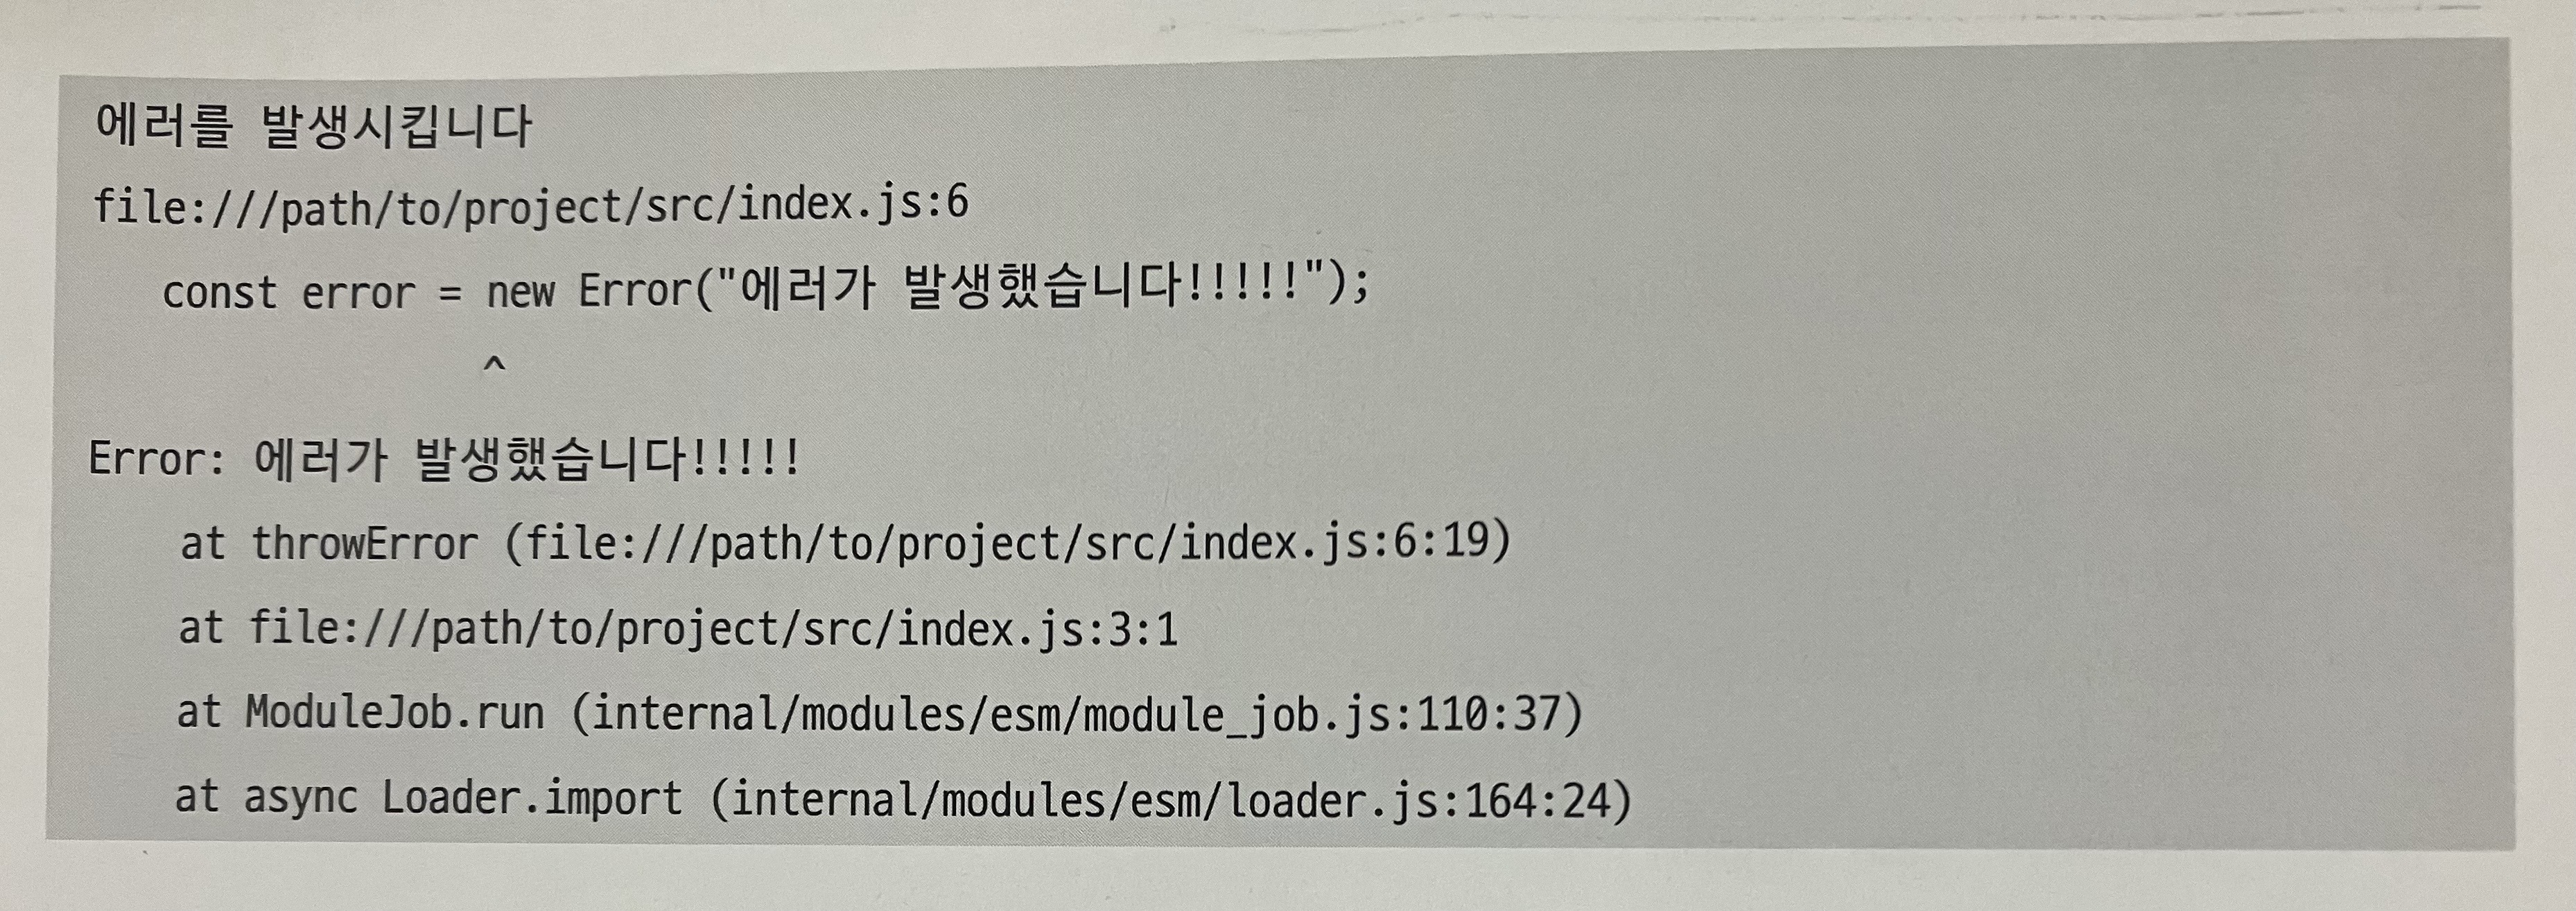 에러를 발생시킵니다
file:///path/to/project/src/index.js:6
const error = new Error("에러가 발생했습니다!!!!!");
^
Error: 에러가 발생했습니다!!!!!
at throwError (file:///path/to/project/src/index.js:6:19)
at file:///path/to/project/src/index.js:3:1
at ModuleJob.run (internal/modules/esm/module_job.js:110:37)
at async Loader.import (internal/modules/esm/loader.js:164:24)